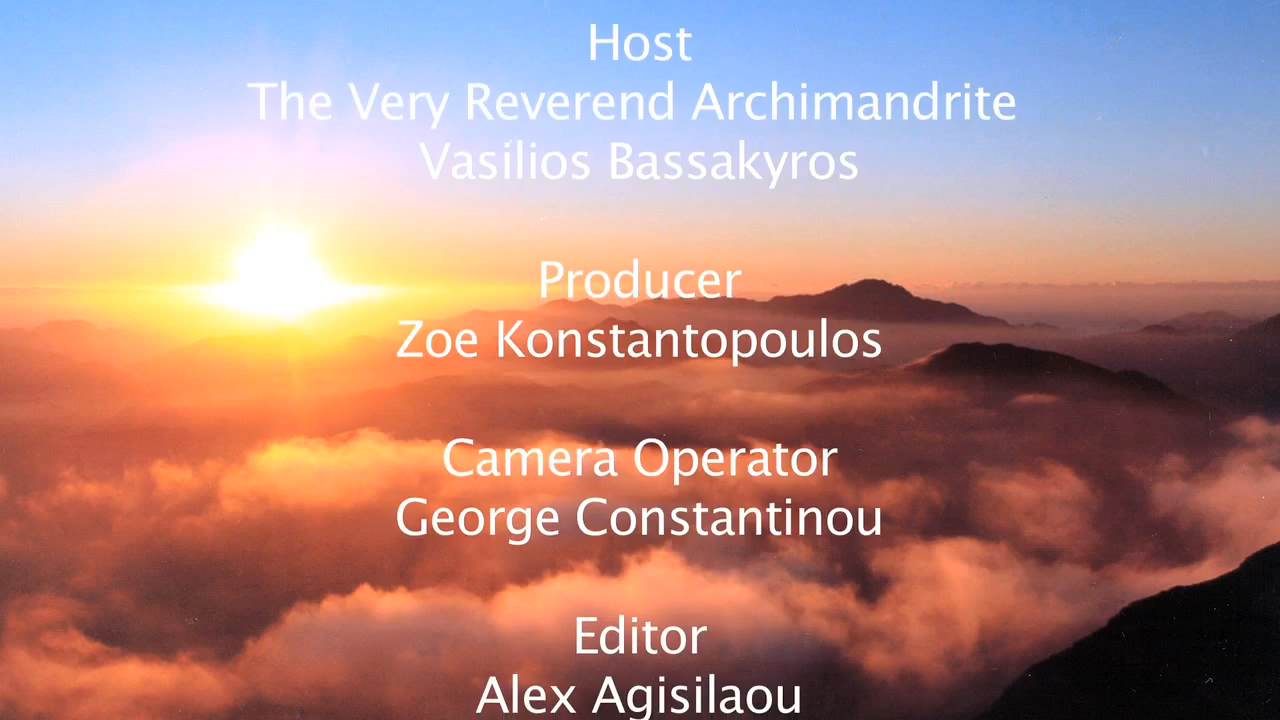 Host
The Very Reverend Archimandrite
Vasilios Bassakyros
Producer
Zoe Konstantopoulos
Camera Operator
George Constantinou
Editor
Alex Agisilaou